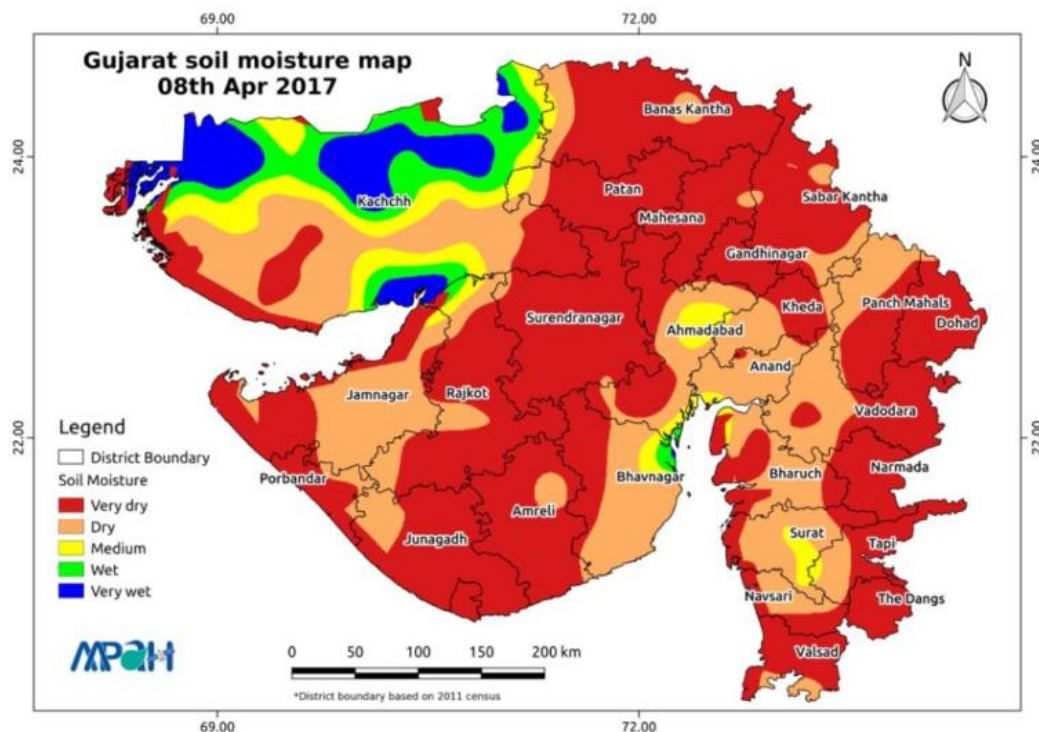 69.00
72.00
Gujarat soil moisture map
08th Apr 2017
N
24.00
24.00
Banas Kantha
Patan
Sabar Kantha
Kachchh
Mahesana
Gandhinagar
Surendranagar
Ahmadabad
Kheda
Panch Mahals
Dohad
Anand
Jamnagar
Rajkot
Vadodara
22.00
22.00
Legend
District Boundary
Soil Moisture
Very dry
Dry
Medium
Wet
Very wet
Porbandar
Bhavnagar
Bharuch
Narmada
Amreli
Junagadh
Surat
Tapi
Navsari
The Dangs
Valsad
0 50 100 150 200 km
*District boundary based on 2011 census
69.00
72.00